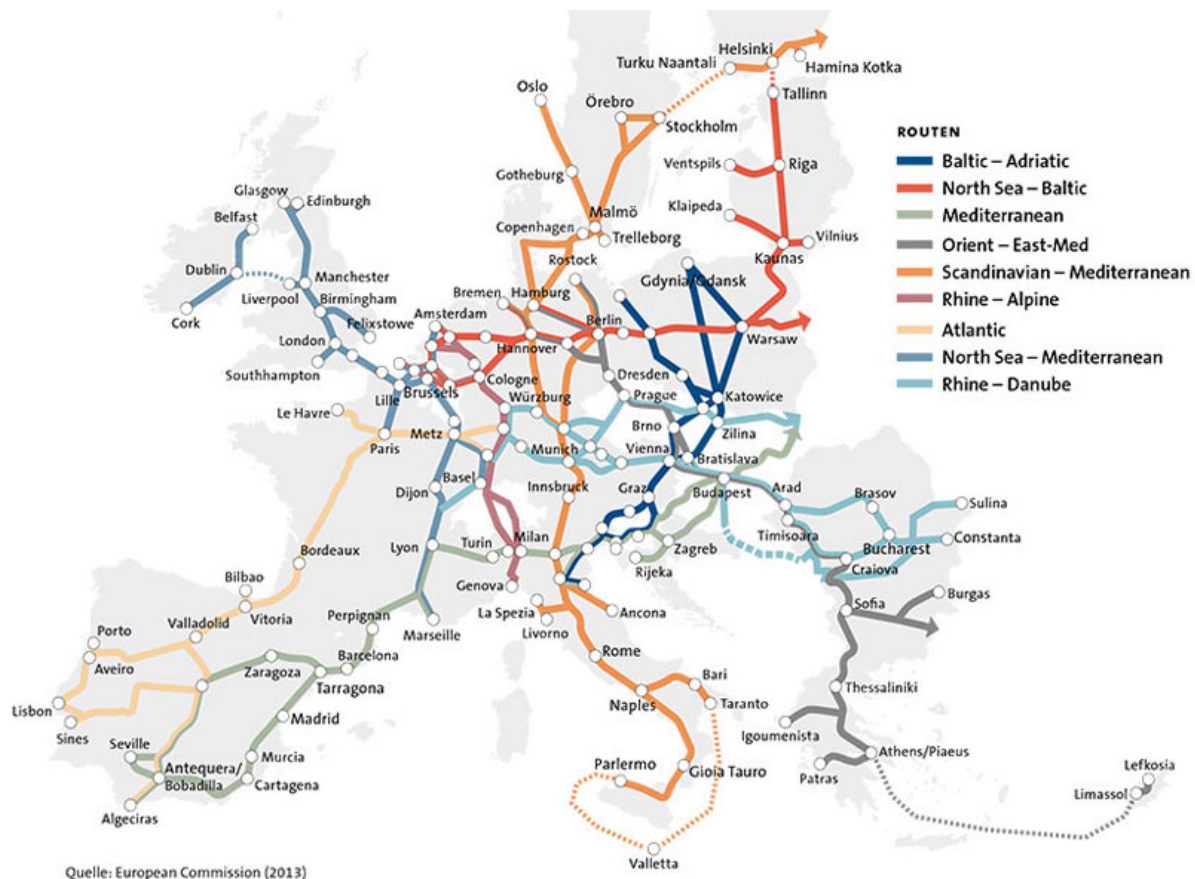 Helsinki
Turku Naantali
Hamina Kotka
Oslo
Örebro
Tallinn
Stockholm
ROUTEN
Baltic – Adriatic
Ventspils
Riga
North Sea – Baltic
Gotheburg
Glasgow
Edinburgh
Klaipeda
Mediterranean
Belfast
Malmö
Copenhagen
Trelleborg
Vilnius
Orient – East-Med
Kaunas
Rostock
Dublin
Manchester
Scandinavian – Mediterranean
Liverpool
Gdynia/Gdansk
Birmingham
Bremen
Hamburg
Rhine – Alpine
Cork
Felixstowe
Amsterdam
Berlin
Atlantic
London
Hannover
Warsaw
North Sea – Mediterranean
Southhampton
Cologne
Dresden
Rhine – Danube
Brussels
Lille
Würzburg
Prague
Katowice
Le Havre
Brno
Zilina
Paris
Metz
Munich
Vienna
Bratislava
Basel
Innsbruck
Graz
Budapest
Arad
Brasov
Dijon
Sulina
Timisoara
Lyon
Turin
Milan
Zagreb
Bucharest
Constanta
Bordeaux
Rijeka
Craiova
Bilbao
Genova
Burgas
La Spezia
Ancona
Sofia
Vitoria
Perpignan
Valladolid
Marseille
Livorno
Porto
Rome
Barcelona
Aveiro
Zaragoza
Bari
Tarragona
Thessaliniki
Naples
Taranto
Lisbon
Madrid
Sines
Igoumenista
Seville
Murcia
Athens/Piaeus
Antequera/
Bobadilla
Parlermo
Gioia Tauro
Patras
Lefkosia
Cartagena
Limassol
Algeciras
Valletta
Quelle: European Commission (2013)